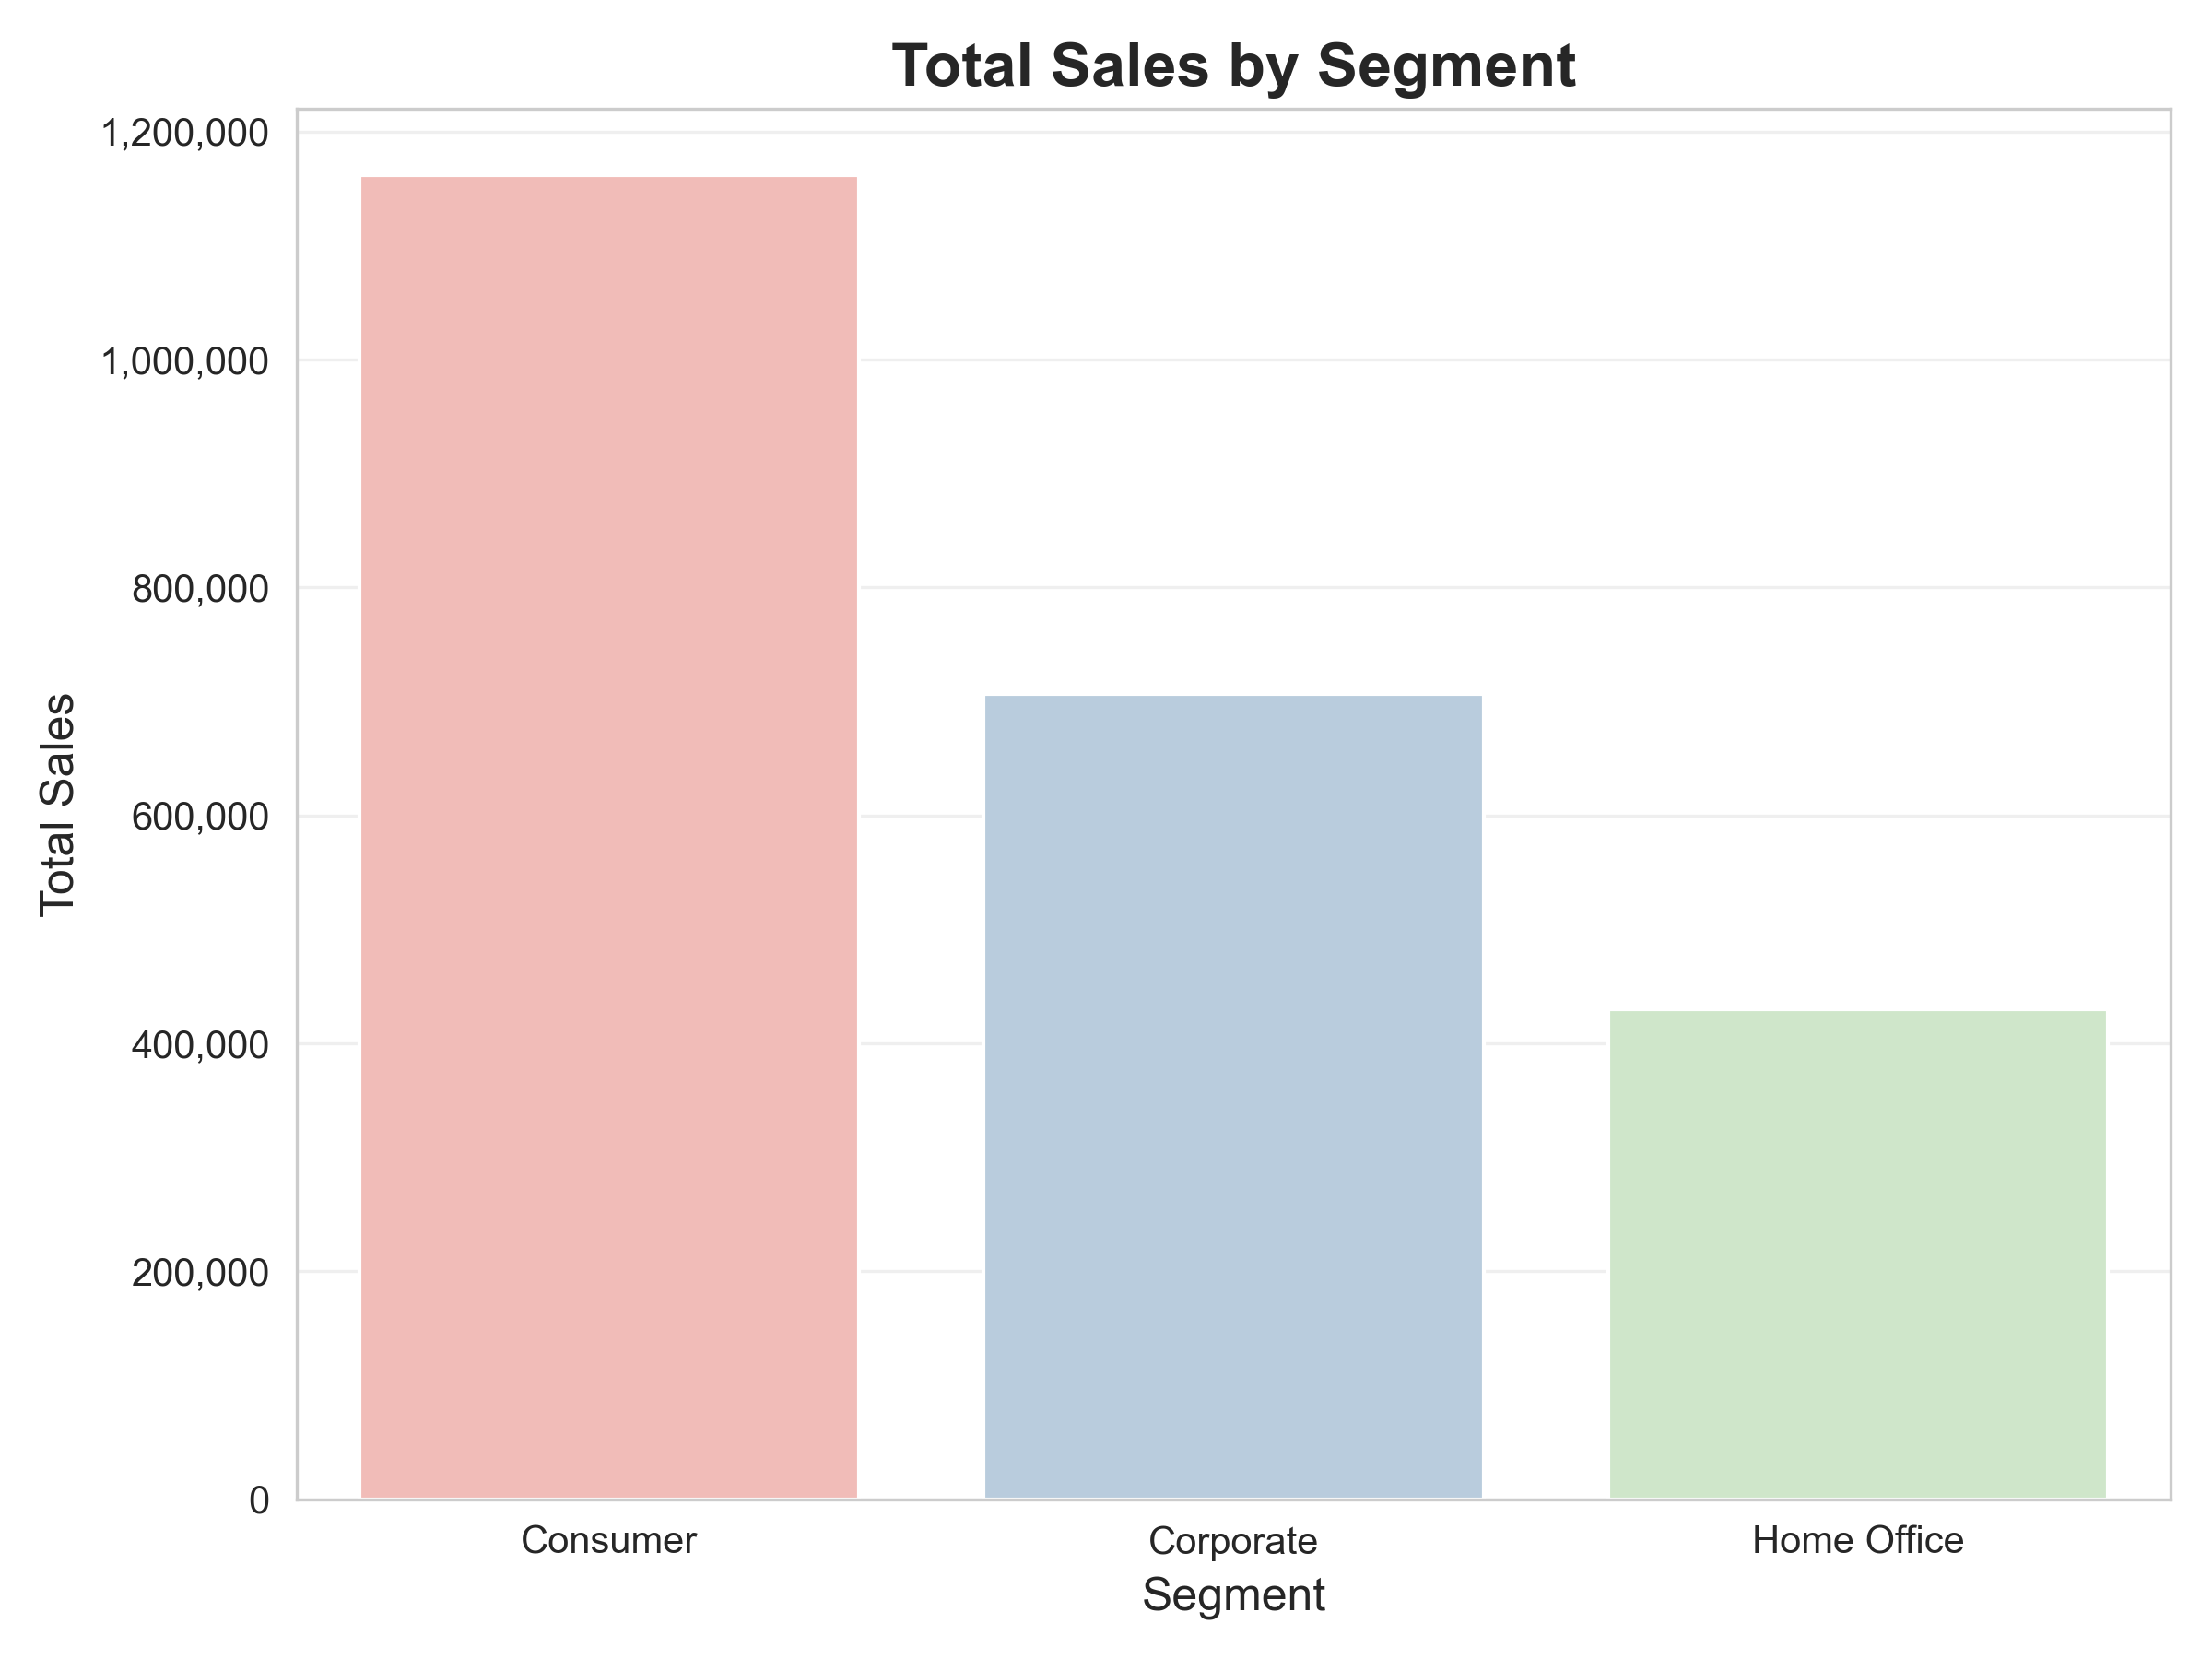 Total Sales by Segment
1,200,000
1,000,000
800,000
600,000
400,000
200,000
0
Total Sales
Consumer
Corporate
Home Office
Segment